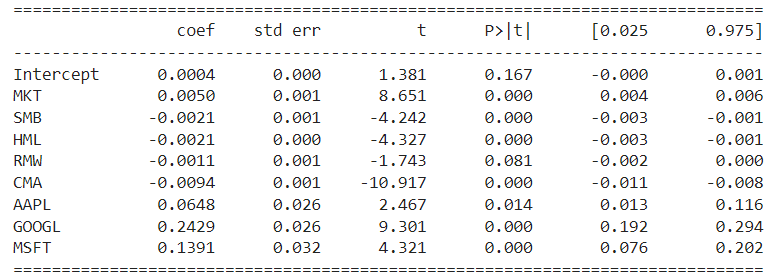 ==============================================================================
                 coef    std err          t      P>|t|      [0.025      0.975]
------------------------------------------------------------------------------
Intercept      0.0004      0.000      1.381      0.167      -0.000       0.001
MKT            0.0050      0.001      8.651      0.000       0.004       0.006
SMB           -0.0021      0.001     -4.242      0.000      -0.003      -0.001
HML           -0.0021      0.000     -4.327      0.000      -0.003      -0.001
RMW           -0.0011      0.001     -1.743      0.081      -0.002       0.000
CMA           -0.0094      0.001    -10.917      0.000      -0.011      -0.008
AAPL           0.0648      0.026      2.467      0.014       0.013       0.116
GOOGL          0.2429      0.026      9.301      0.000       0.192       0.294
MSFT           0.1391      0.032      4.321      0.000       0.076       0.202
==============================================================================